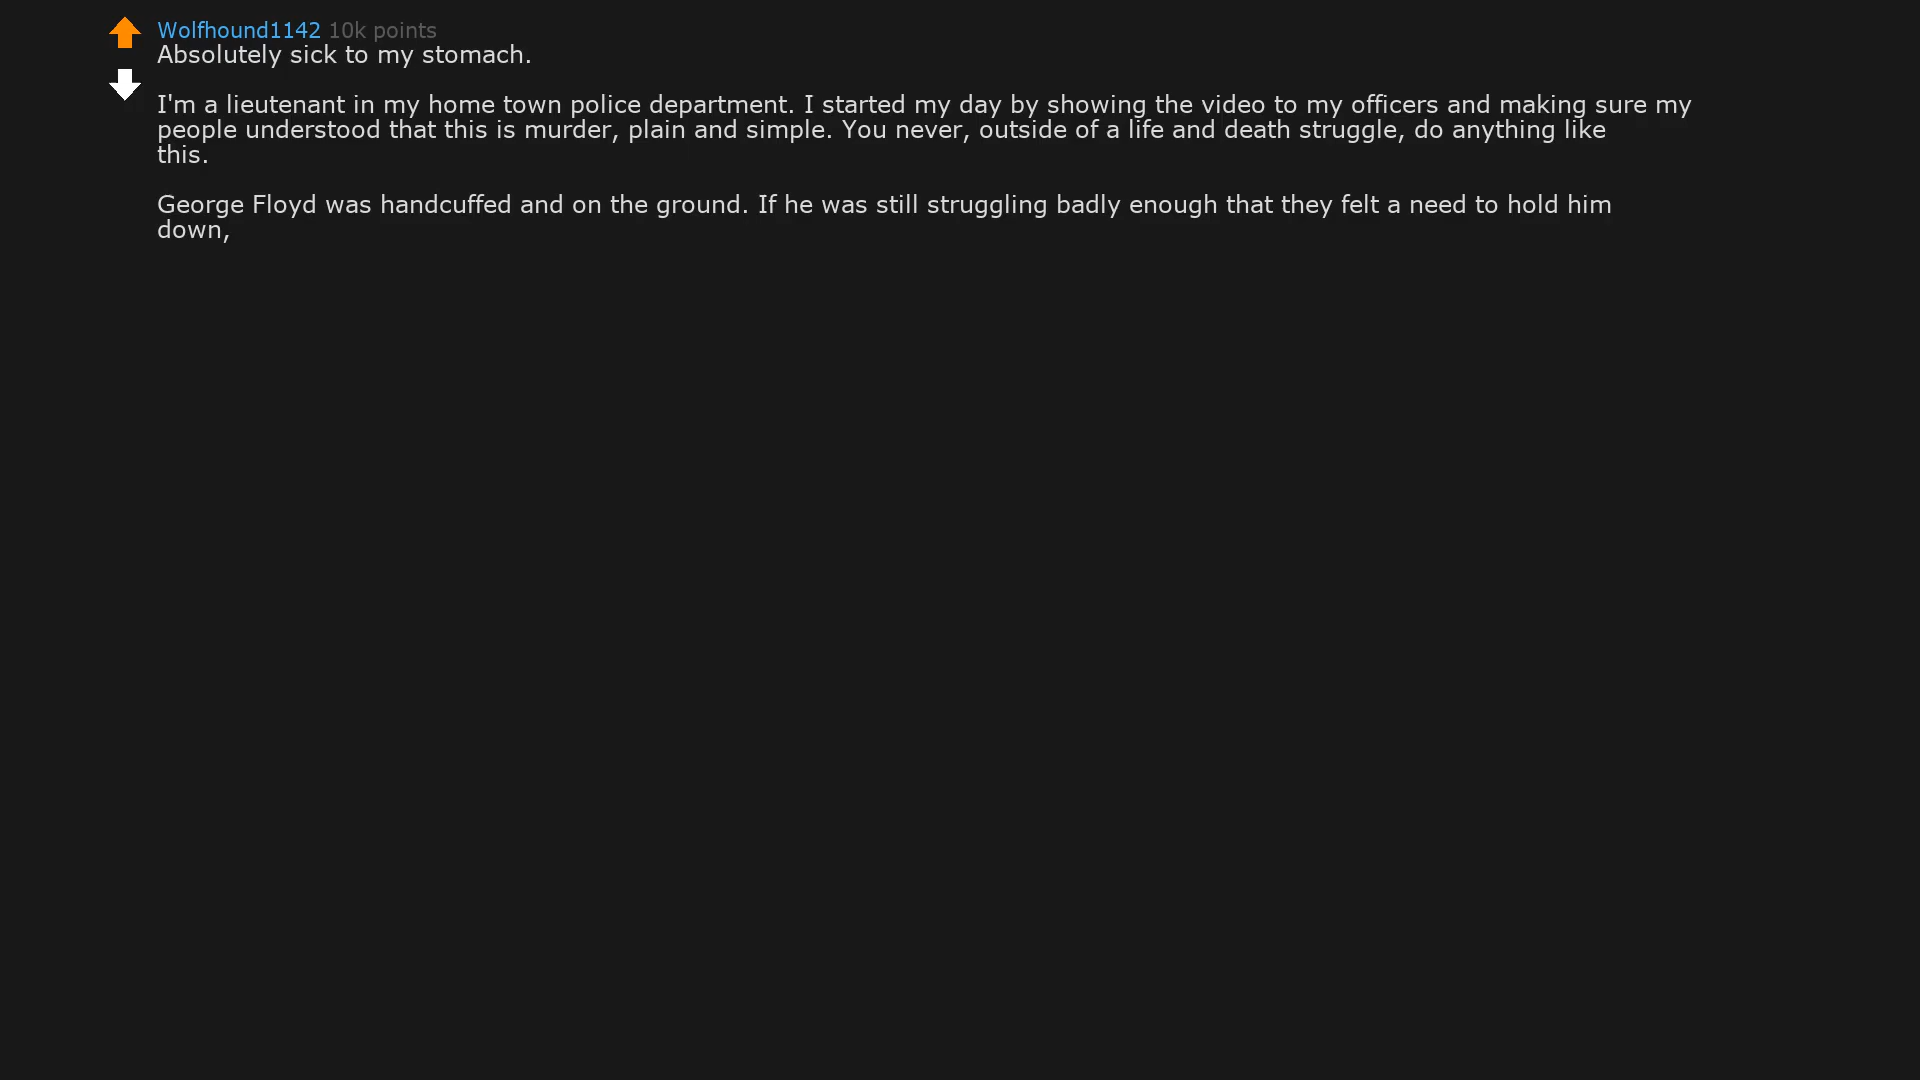 Wolfhound1142 10k points
Absolutely sick to my stomach.
I'm a lieutenant in my home town police department. I started my day by showing the video to my officers and making sure my
people understood that this is murder, plain and simple. You never, outside of a life and death struggle, do anything like
this.
George Floyd was handcuffed and on the ground. If he was still struggling badly enough that they felt a need to hold him
down,